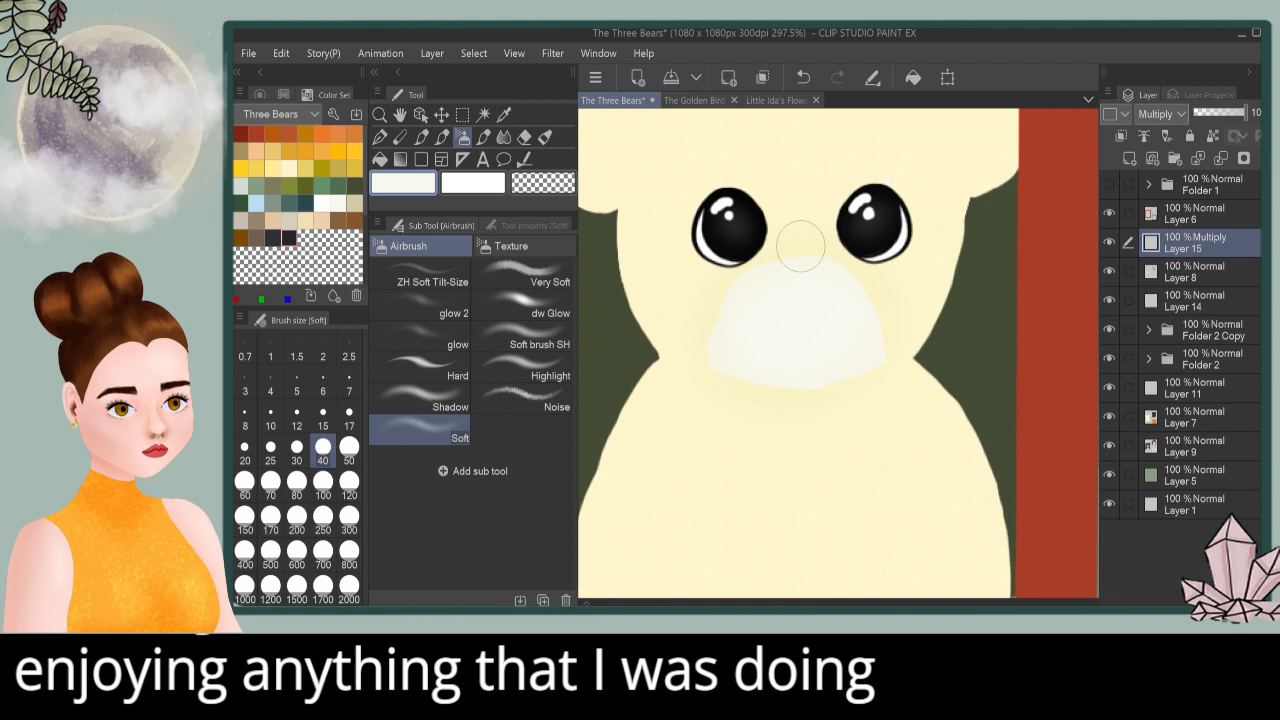 The Three Bears* (1080 x 1080px 300dpi 297.5%) - CLIP STUDIO PAINT EX
File Edit Story(P) Animation Layer Select View Filter Window Help
Color Set
Three Bears
Tool
Sub Tool [Airbrush] Tool property [Soft]
Airbrush Texture
ZH Soft Tilt-Size Very Soft
glow 2 dw Glow
glow Soft brush SH
Hard Highlight
Shadow Noise
Soft
Add sub tool
Brush size [Soft]
0.7 1 1.5 2 2.5
3 4 5 6 7
8 10 12 15 17
20 25 30 40 50
60 70 80 100 120
150 170 200 250 300
400 500 600 700 800
1000 1200 1500 1700 2000
The Three Bears* The Golden Bird Little Ida's Flow
Layer Layer Property
Multiply 10
100 % Normal
Folder 1
100 % Normal
Layer 6
100 % Multiply
Layer 15
100 % Normal
Layer 8
100 % Normal
Layer 14
100 % Normal
Folder 2 Copy
100 % Normal
Folder 2
100 % Normal
Layer 11
100 % Normal
Layer 7
100 % Normal
Layer 9
100 % Normal
Layer 5
100 % Normal
Layer 1
enjoying anything that I was doing